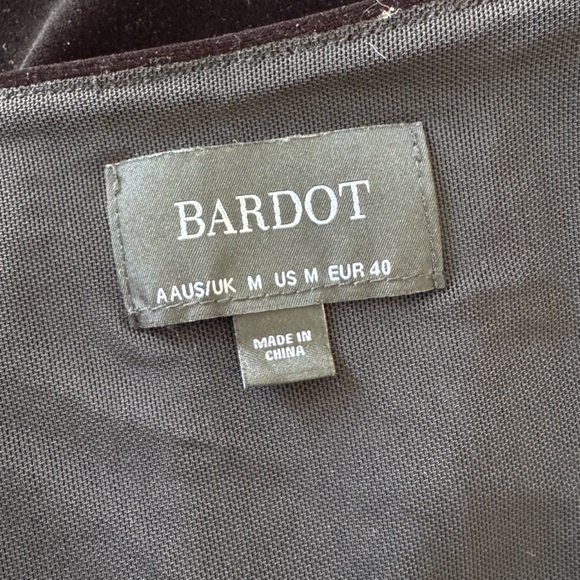 BARDOT
AAUS/UK M US M EUR 40
MADE IN
CHINA